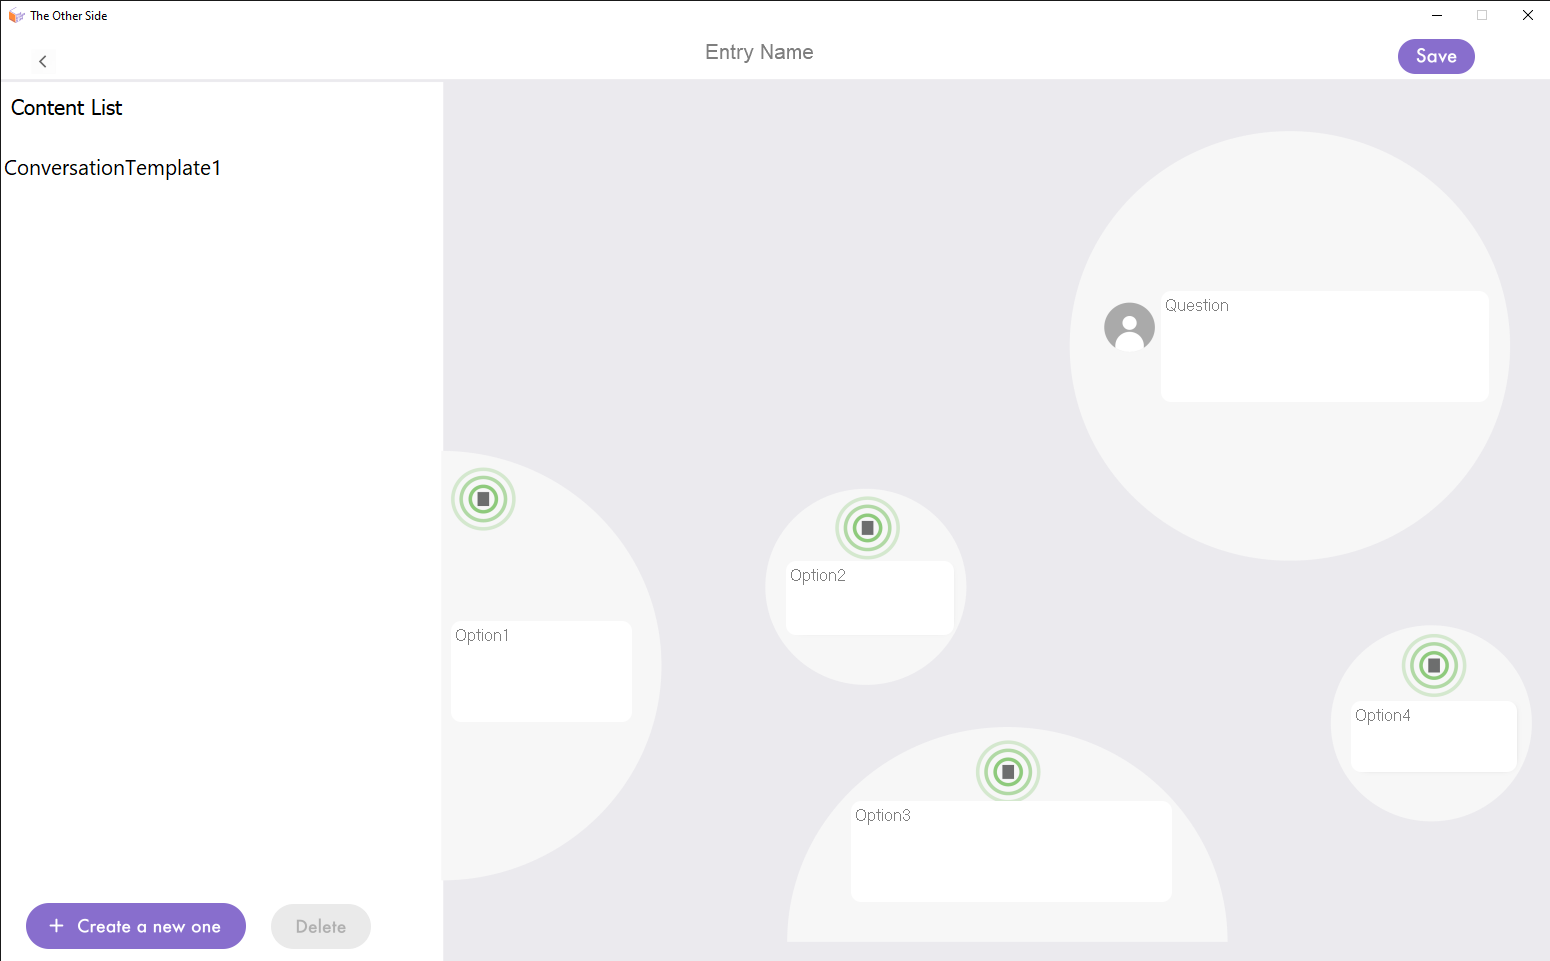 The Other Side
Entry Name
Save
Content List
ConversationTemplate1
Question
Option2
Option1
Option4
Option3
+ Create a new one
Delete